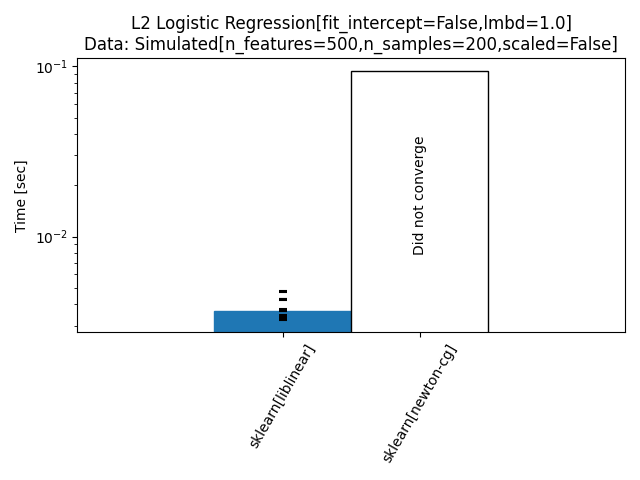 L2 Logistic Regression[fit_intercept=False,lmbd=1.0]
Data: Simulated[n_features=500,n_samples=200,scaled=False]
10⁻¹
Time [sec]
Did not converge
10⁻²
sklearn[liblinear]
sklearn[newton-cg]